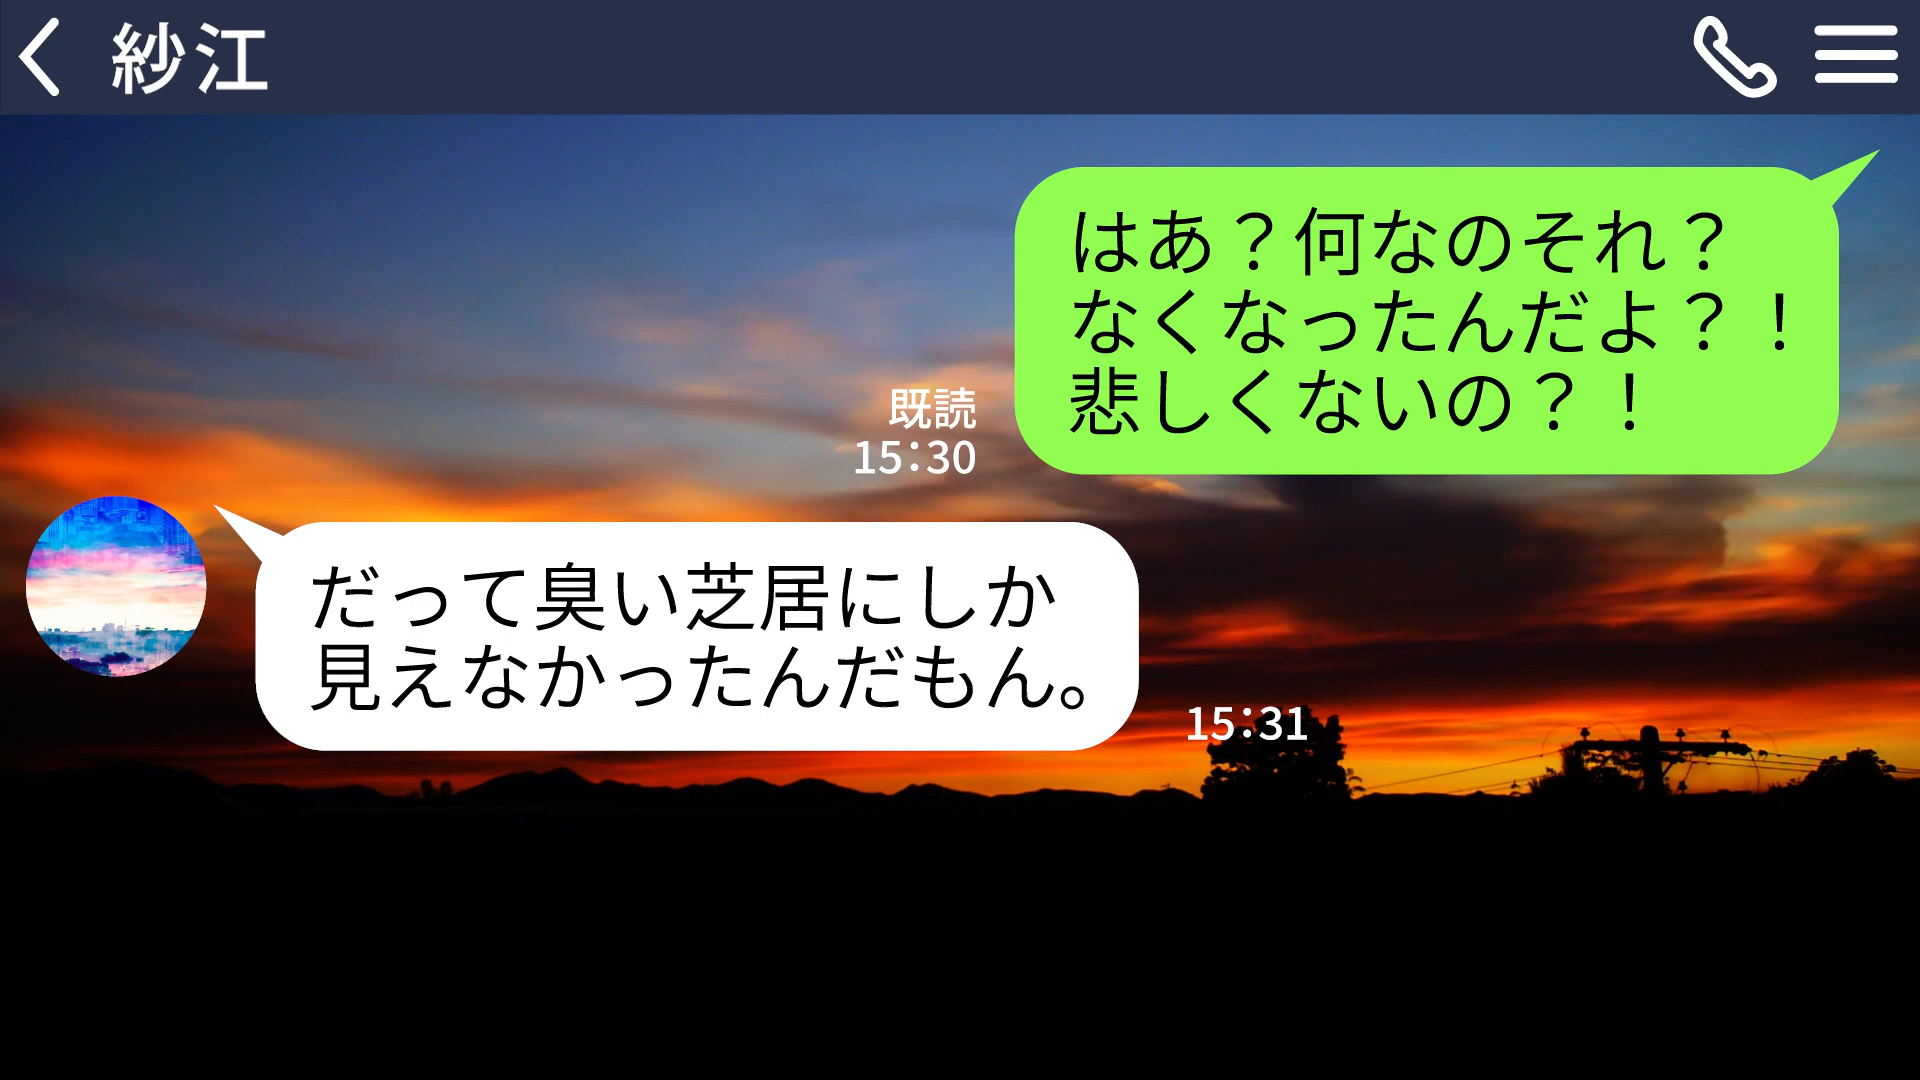 紗江
はあ？何なのそれ？
なくなったんだよ？！
悲しくないの？！
既読
15:30
だって臭い芝居にしか
見えなかったんだもん。
15:31